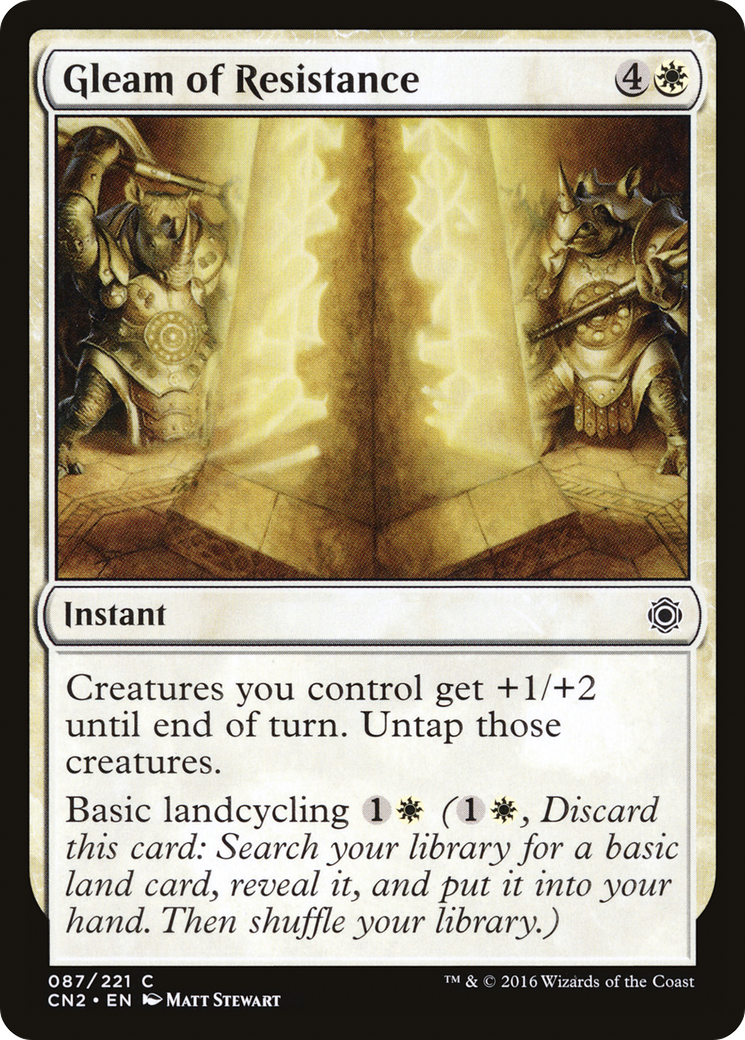 Gleam of Resistance 4
Instant
Creatures you control get +1/+2
until end of turn. Untap those
creatures.
Basic landcycling 1 (1, Discard
this card: Search your library for a basic
land card, reveal it, and put it into your
hand. Then shuffle your library.)
087/221 C
CN2 • EN Matt Stewart
™ & © 2016 Wizards of the Coast